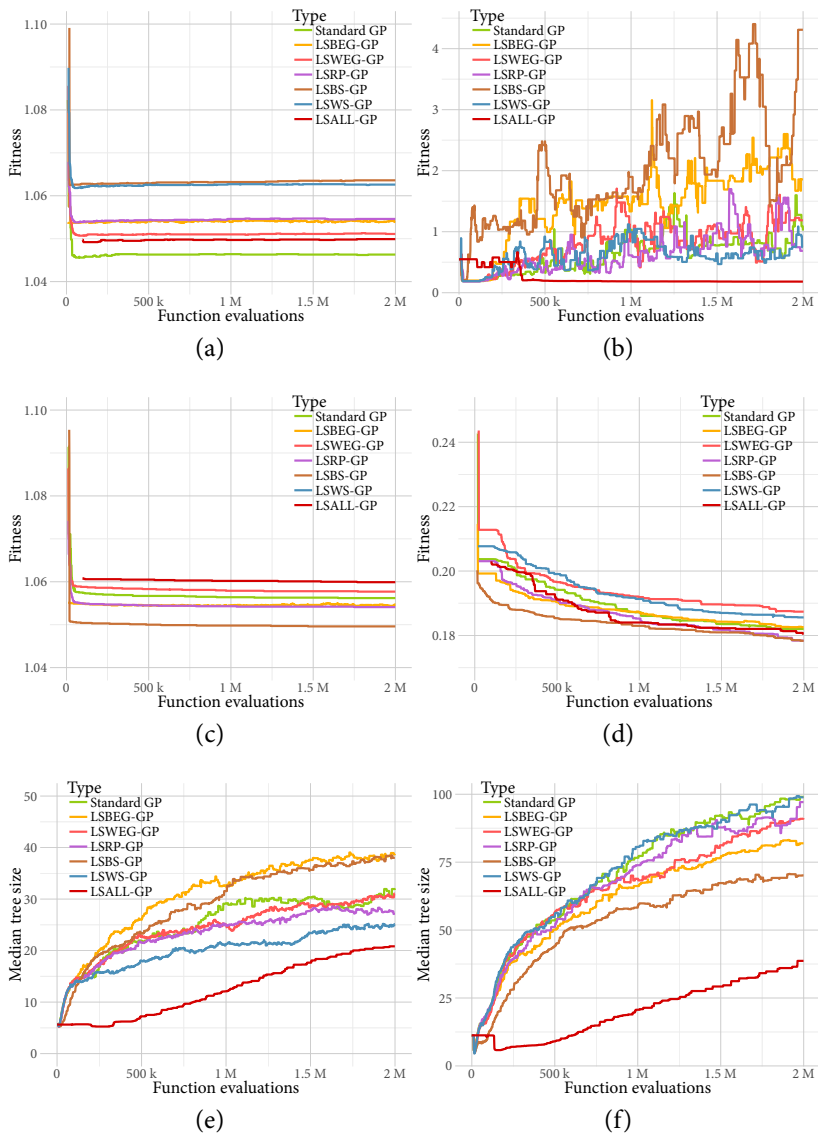 Type
Standard GP
LSBEG-GP
LSWEG-GP
LSRP-GP
LSBS-GP
LSWS-GP
LSALL-GP
1.10
1.08
1.06
1.04
Fitness
0 500 k 1 M 1.5 M 2 M
Function evaluations
(a)
Type
Standard GP
LSBEG-GP
LSWEG-GP
LSRP-GP
LSBS-GP
LSWS-GP
LSALL-GP
4
3
2
1
0
Fitness
0 500k 1 M 1.5 M 2 M
Function evaluations
(b)
Type
Standard GP
LSBEG-GP
LSWEG-GP
LSRP-GP
LSBS-GP
LSWS-GP
LSALL-GP
1.10
1.08
1.06
1.04
Fitness
0 500 k 1 M 1.5 M 2 M
Function evaluations
(c)
Type
Standard GP
LSBEG-GP
LSWEG-GP
LSRP-GP
LSBS-GP
LSWS-GP
LSALL-GP
0.24
0.22
0.20
0.18
Fitness
0 500k 1 M 1.5 M 2 M
Function evaluations
(d)
Type
Standard GP
LSBEG-GP
LSWEG-GP
LSRP-GP
LSBS-GP
LSWS-GP
LSALL-GP
50
40
30
20
10
0
Median tree size
0 500 k 1 M 1.5 M 2 M
Function evaluations
(e)
Type
Standard GP
LSBEG-GP
LSWEG-GP
LSRP-GP
LSBS-GP
LSWS-GP
LSALL-GP
100
75
50
25
0
Median tree size
0 500 k 1 M 1.5 M 2 M
Function evaluations
(f)